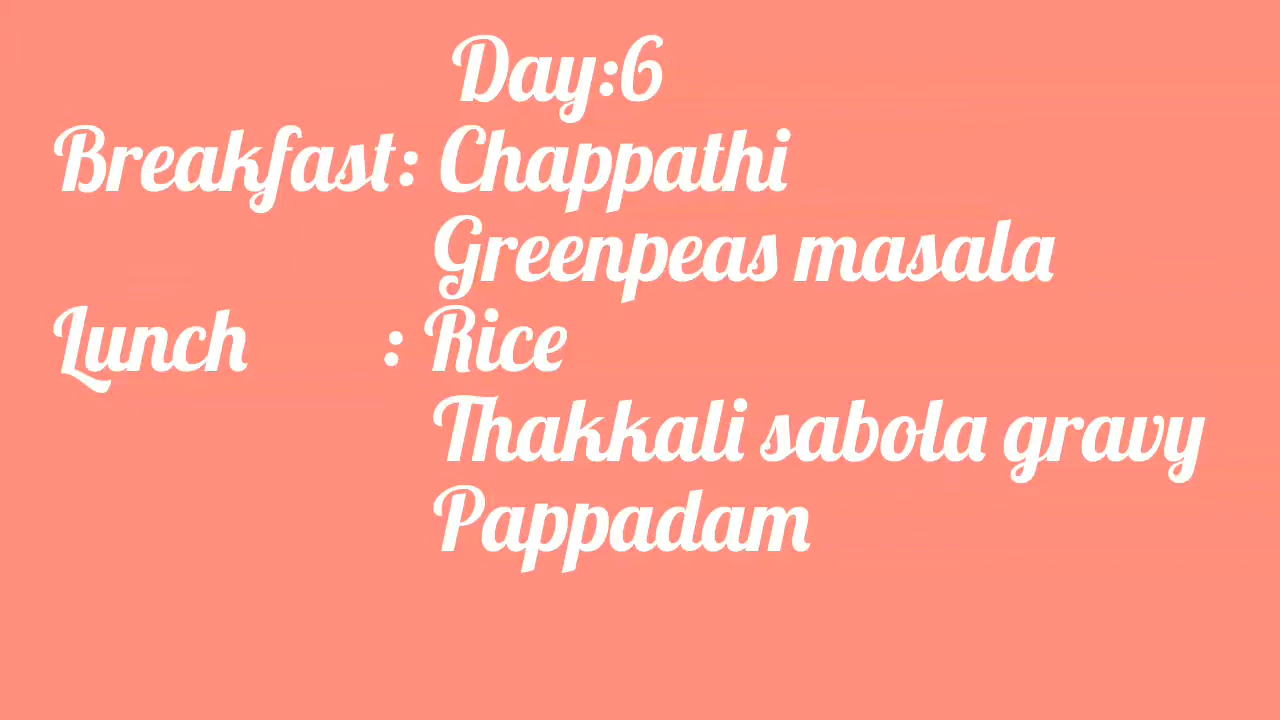 Day:6
Breakfast: Chappathi
Greenpeas masala
Lunch : Rice
Thakkali sabola gravy
Pappadam